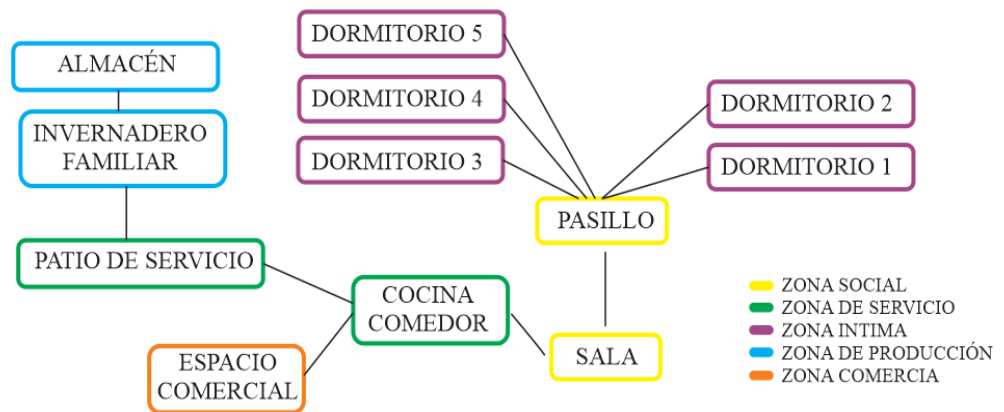 DORMITORIO 5
ALMACÉN
DORMITORIO 4
DORMITORIO 2
INVERNADERO
FAMILIAR
DORMITORIO 3
DORMITORIO 1
PASILLO
PATIO DE SERVICIO
COCINA
COMEDOR
ESPACIO
COMERCIAL
SALA
ZONA SOCIAL
ZONA DE SERVICIO
ZONA INTIMA
ZONA DE PRODUCCIÓN
ZONA COMERCIA